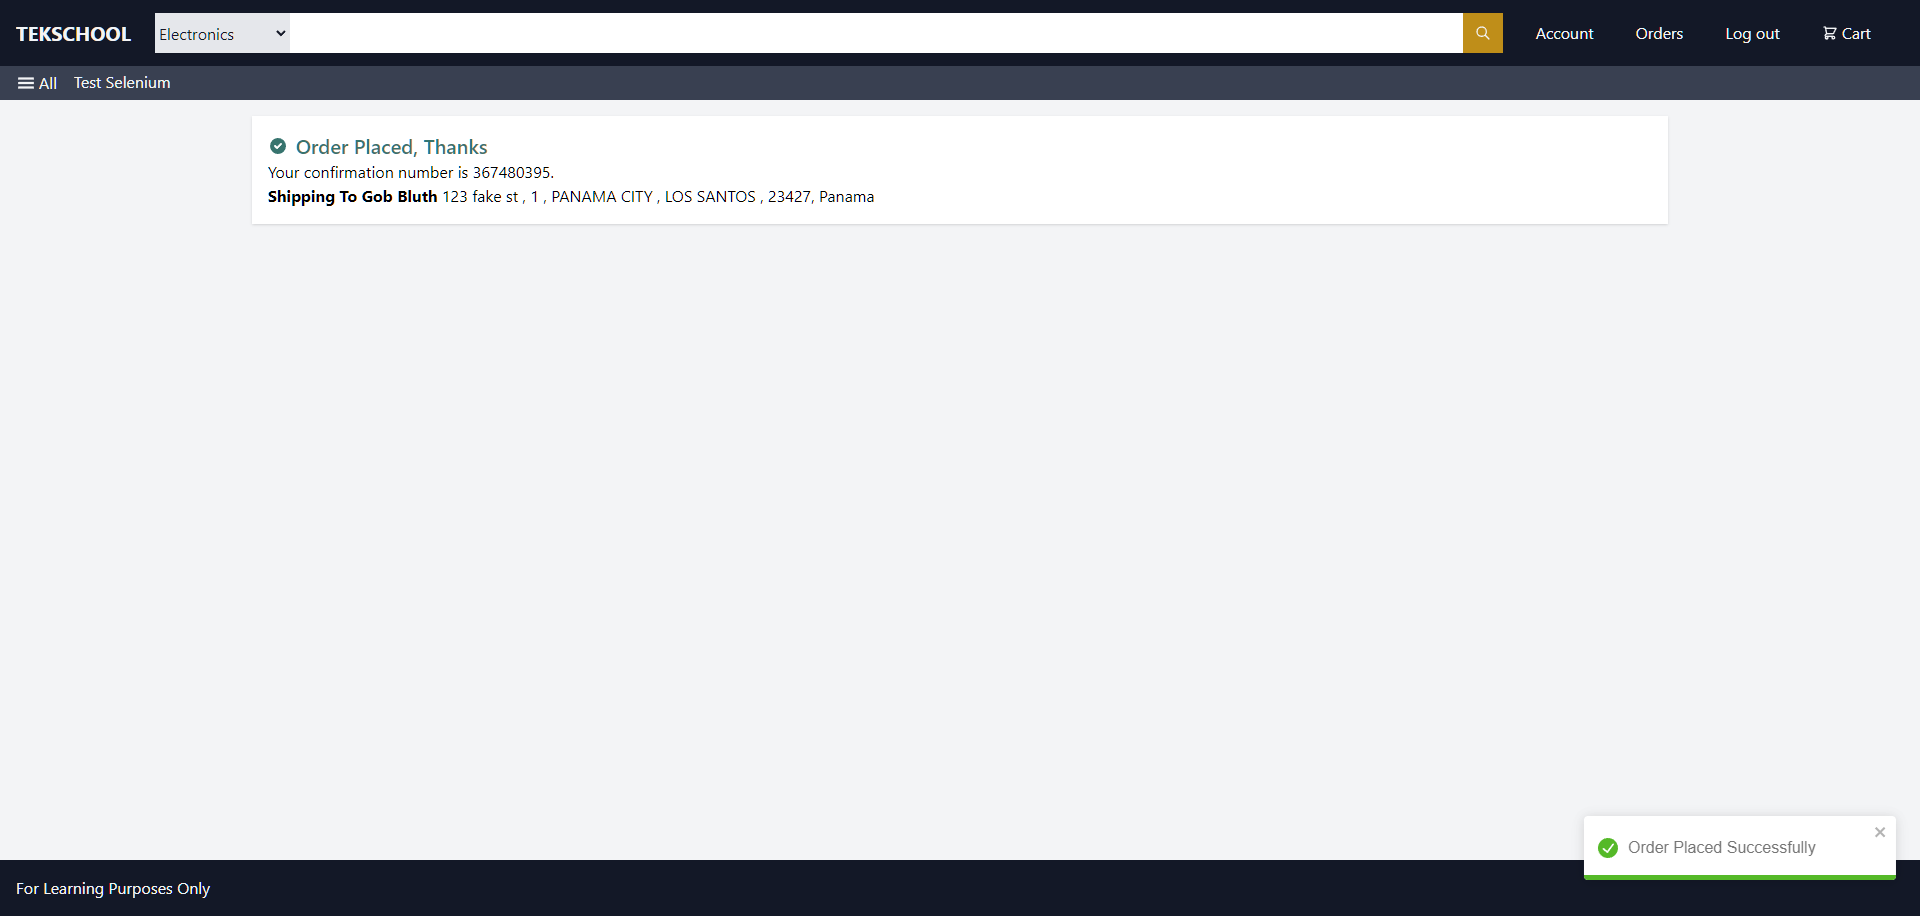 TEKSCHOOL Electronics Account Orders Log out Cart
All Test Selenium
Order Placed, Thanks
Your confirmation number is 367480395.
Shipping To Gob Bluth 123 fake st , 1 , PANAMA CITY , LOS SANTOS , 23427, Panama
Order Placed Successfully
For Learning Purposes Only